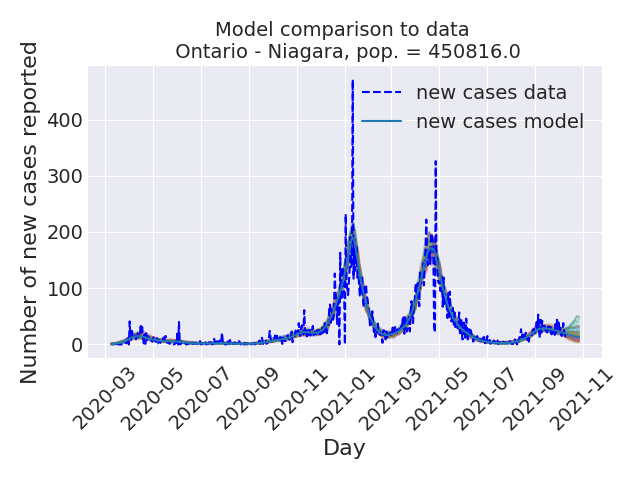 Model comparison to data
Ontario - Niagara, pop. = 450816.0
Number of new cases reported
400
300
200
100
0
new cases data
new cases model
2020-03
2020-05
2020-07
2020-09
2020-11
2021-01
2021-03
2021-05
2021-07
2021-09
2021-11
Day